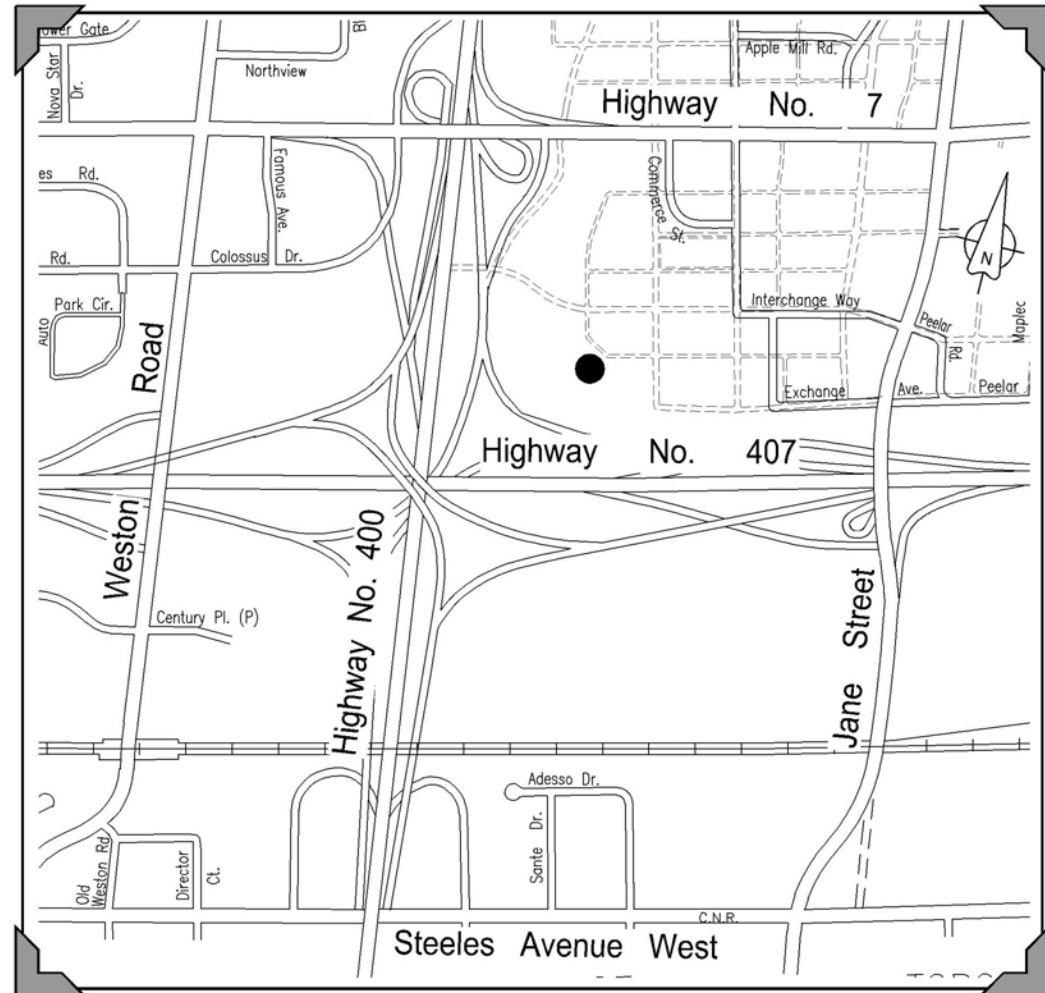 ower Gate
Nova Star
Dr.
Northview
Bl
Apple Mill Rd.
Highway No. 7
es Rd.
Famous Ave.
Commerce
St.
Rd.
Colossus Dr.
N
Park Cir.
Auto
Interchange Way
Peelar
Rd.
Maplec
Road
Exchange Ave. Peelar
Highway No. 407
Weston
Highway No. 400
Century Pl. (P)
Jane Street
Adesso Dr.
Sante Dr.
Old
Weston Rd
Director
Ct.
C.N.R.
Steeles Avenue West